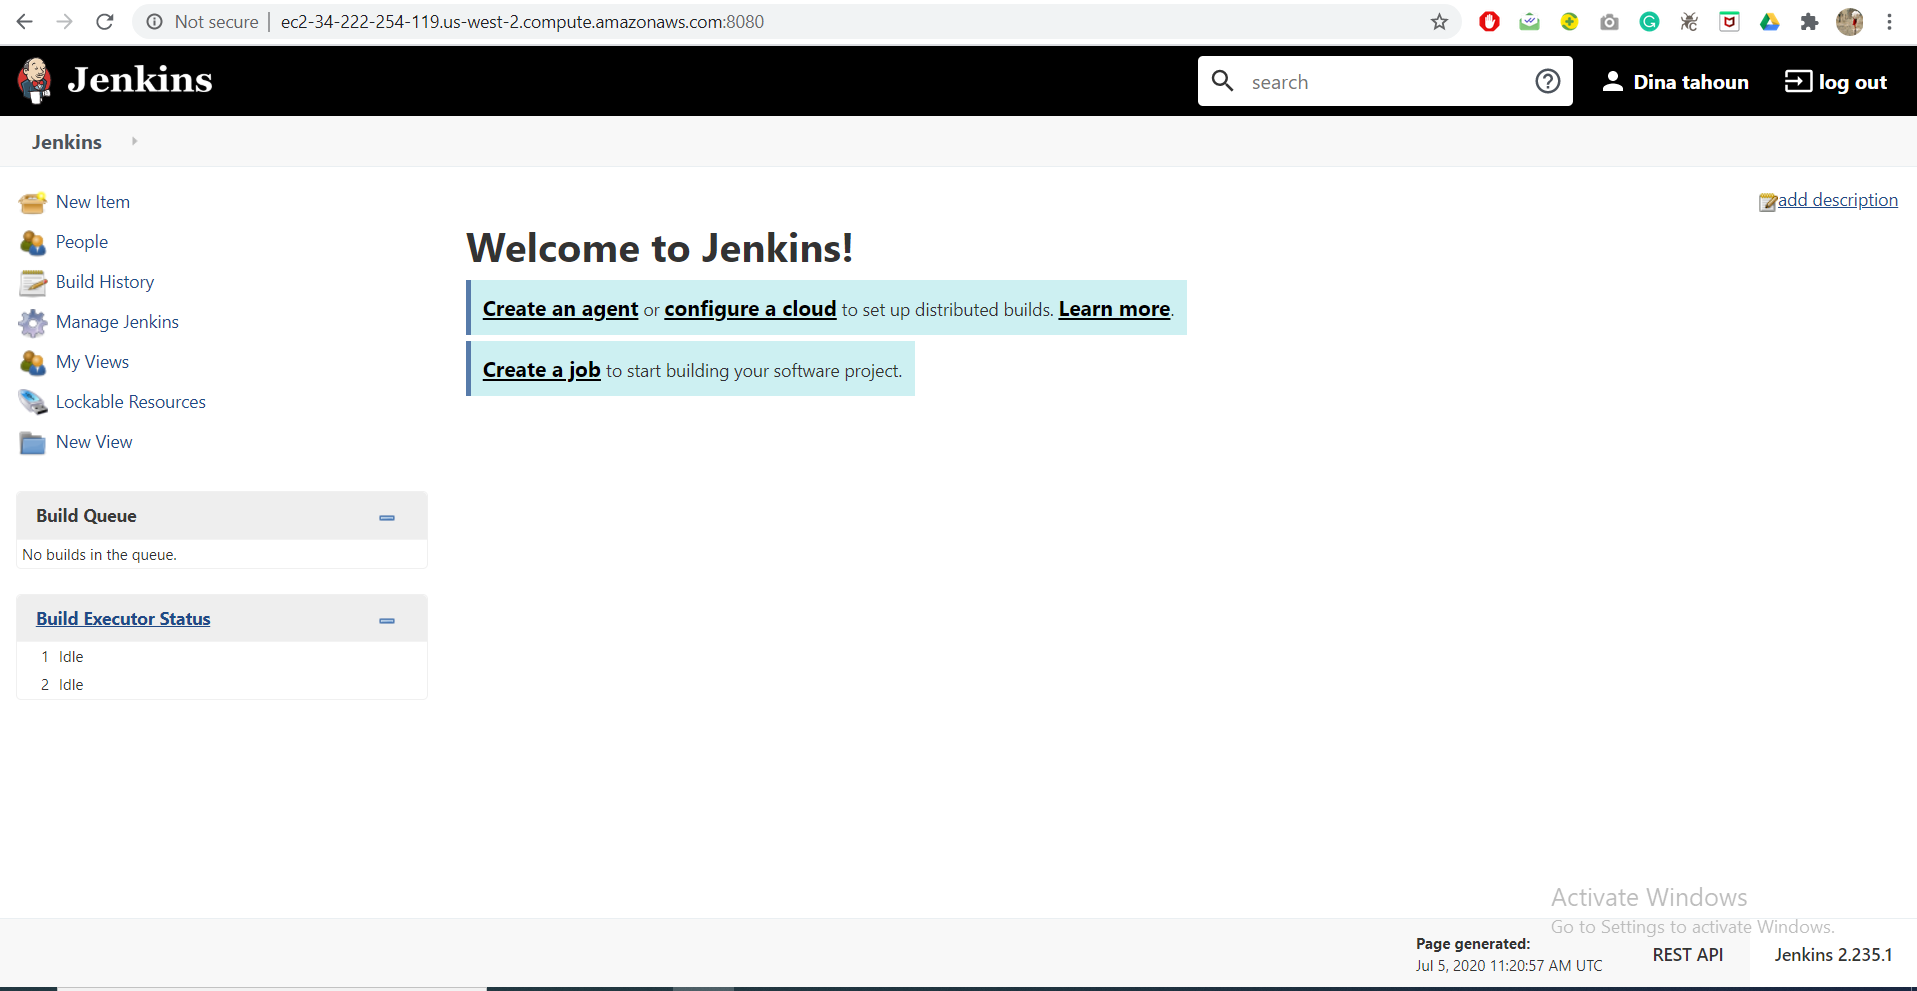 Not secure | ec2-34-222-254-119.us-west-2.compute.amazonaws.com:8080
Jenkins
search
Dina tahoun
log out
Jenkins
New Item
People
Build History
Manage Jenkins
My Views
Lockable Resources
New View
add description
Welcome to Jenkins!
Create an agent or configure a cloud to set up distributed builds. Learn more.
Create a job to start building your software project.
Build Queue
No builds in the queue.
Build Executor Status
1 Idle
2 Idle
Activate Windows
Go to Settings to activate Windows.
Page generated:
Jul 5, 2020 11:20:57 AM UTC
REST API
Jenkins 2.235.1